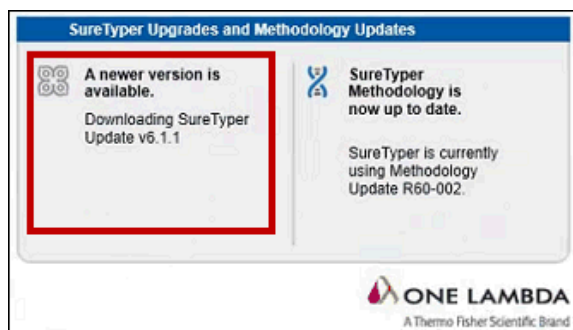 SureTyper Upgrades and Methodology Updates
A newer version is
available.
Downloading SureTyper
Update v6.1.1
SureTyper
Methodology is
now up to date.
SureTyper is currently
using Methodology
Update R60-002.
ONE LAMBDA
A Thermo Fisher Scientific Brand